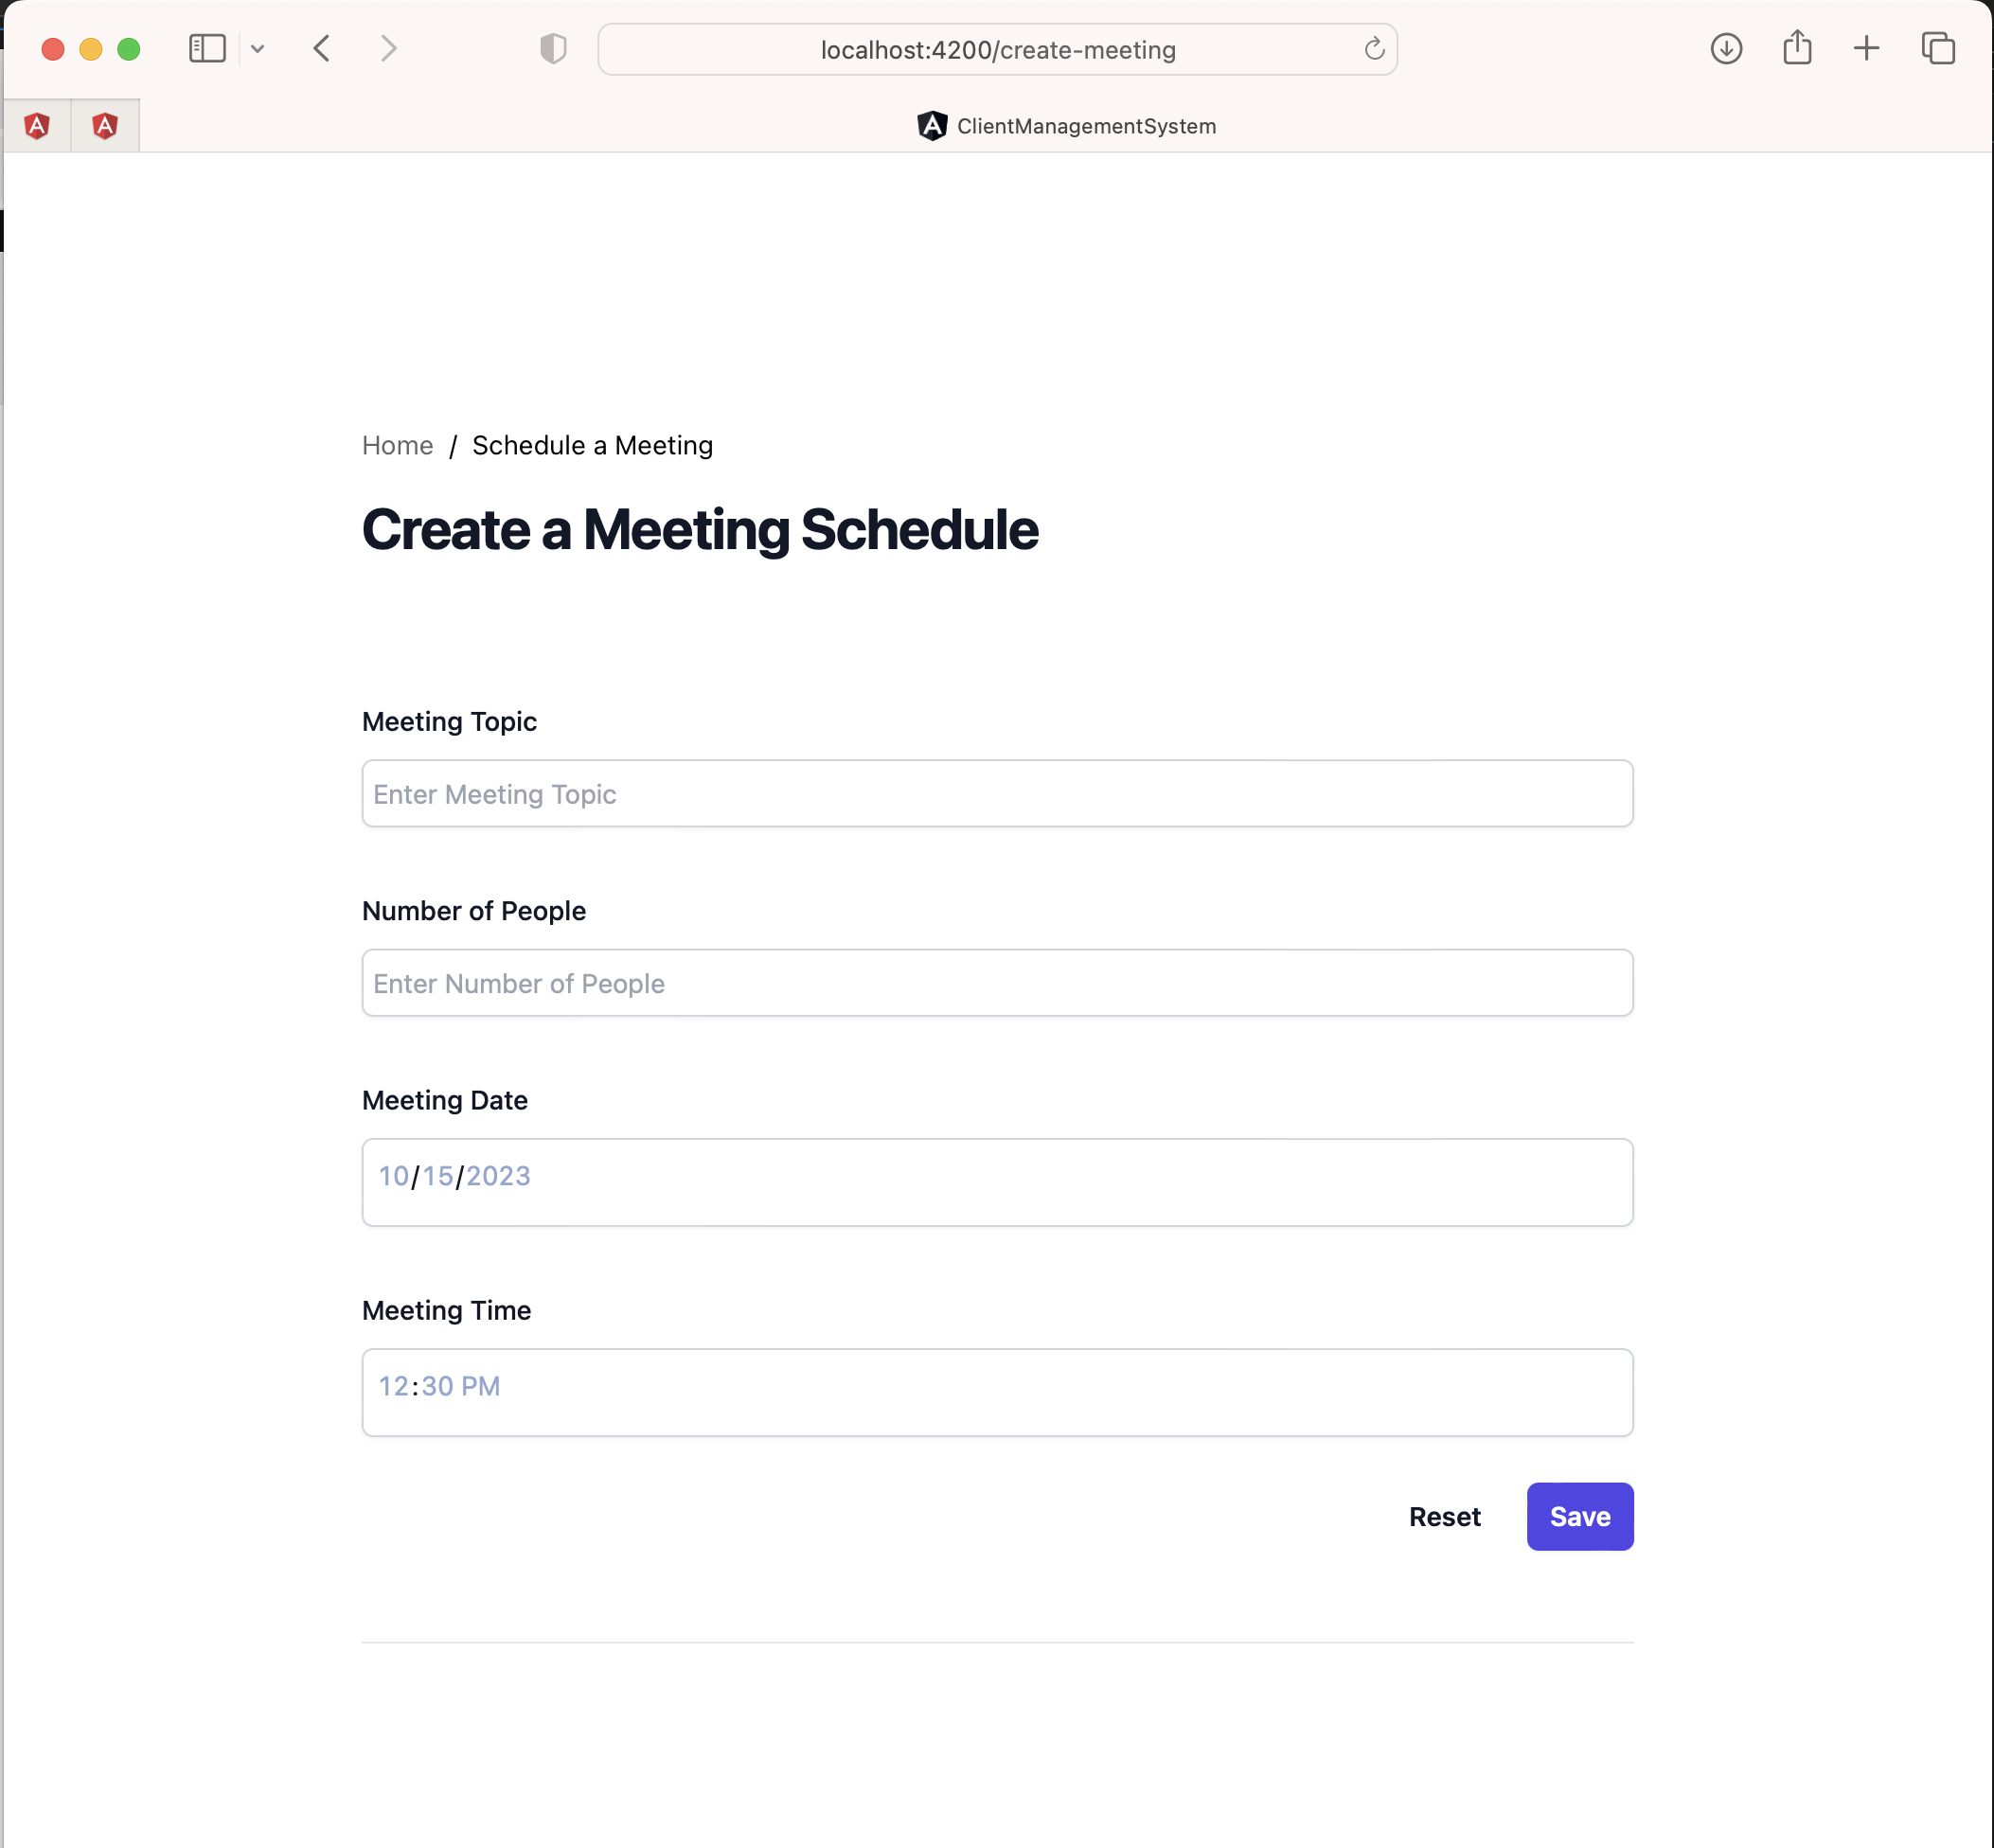 localhost:4200/create-meeting
ClientManagementSystem
Home / Schedule a Meeting
Create a Meeting Schedule
Meeting Topic
Enter Meeting Topic
Number of People
Enter Number of People
Meeting Date
10/15/2023
Meeting Time
12:30 PM
Reset Save